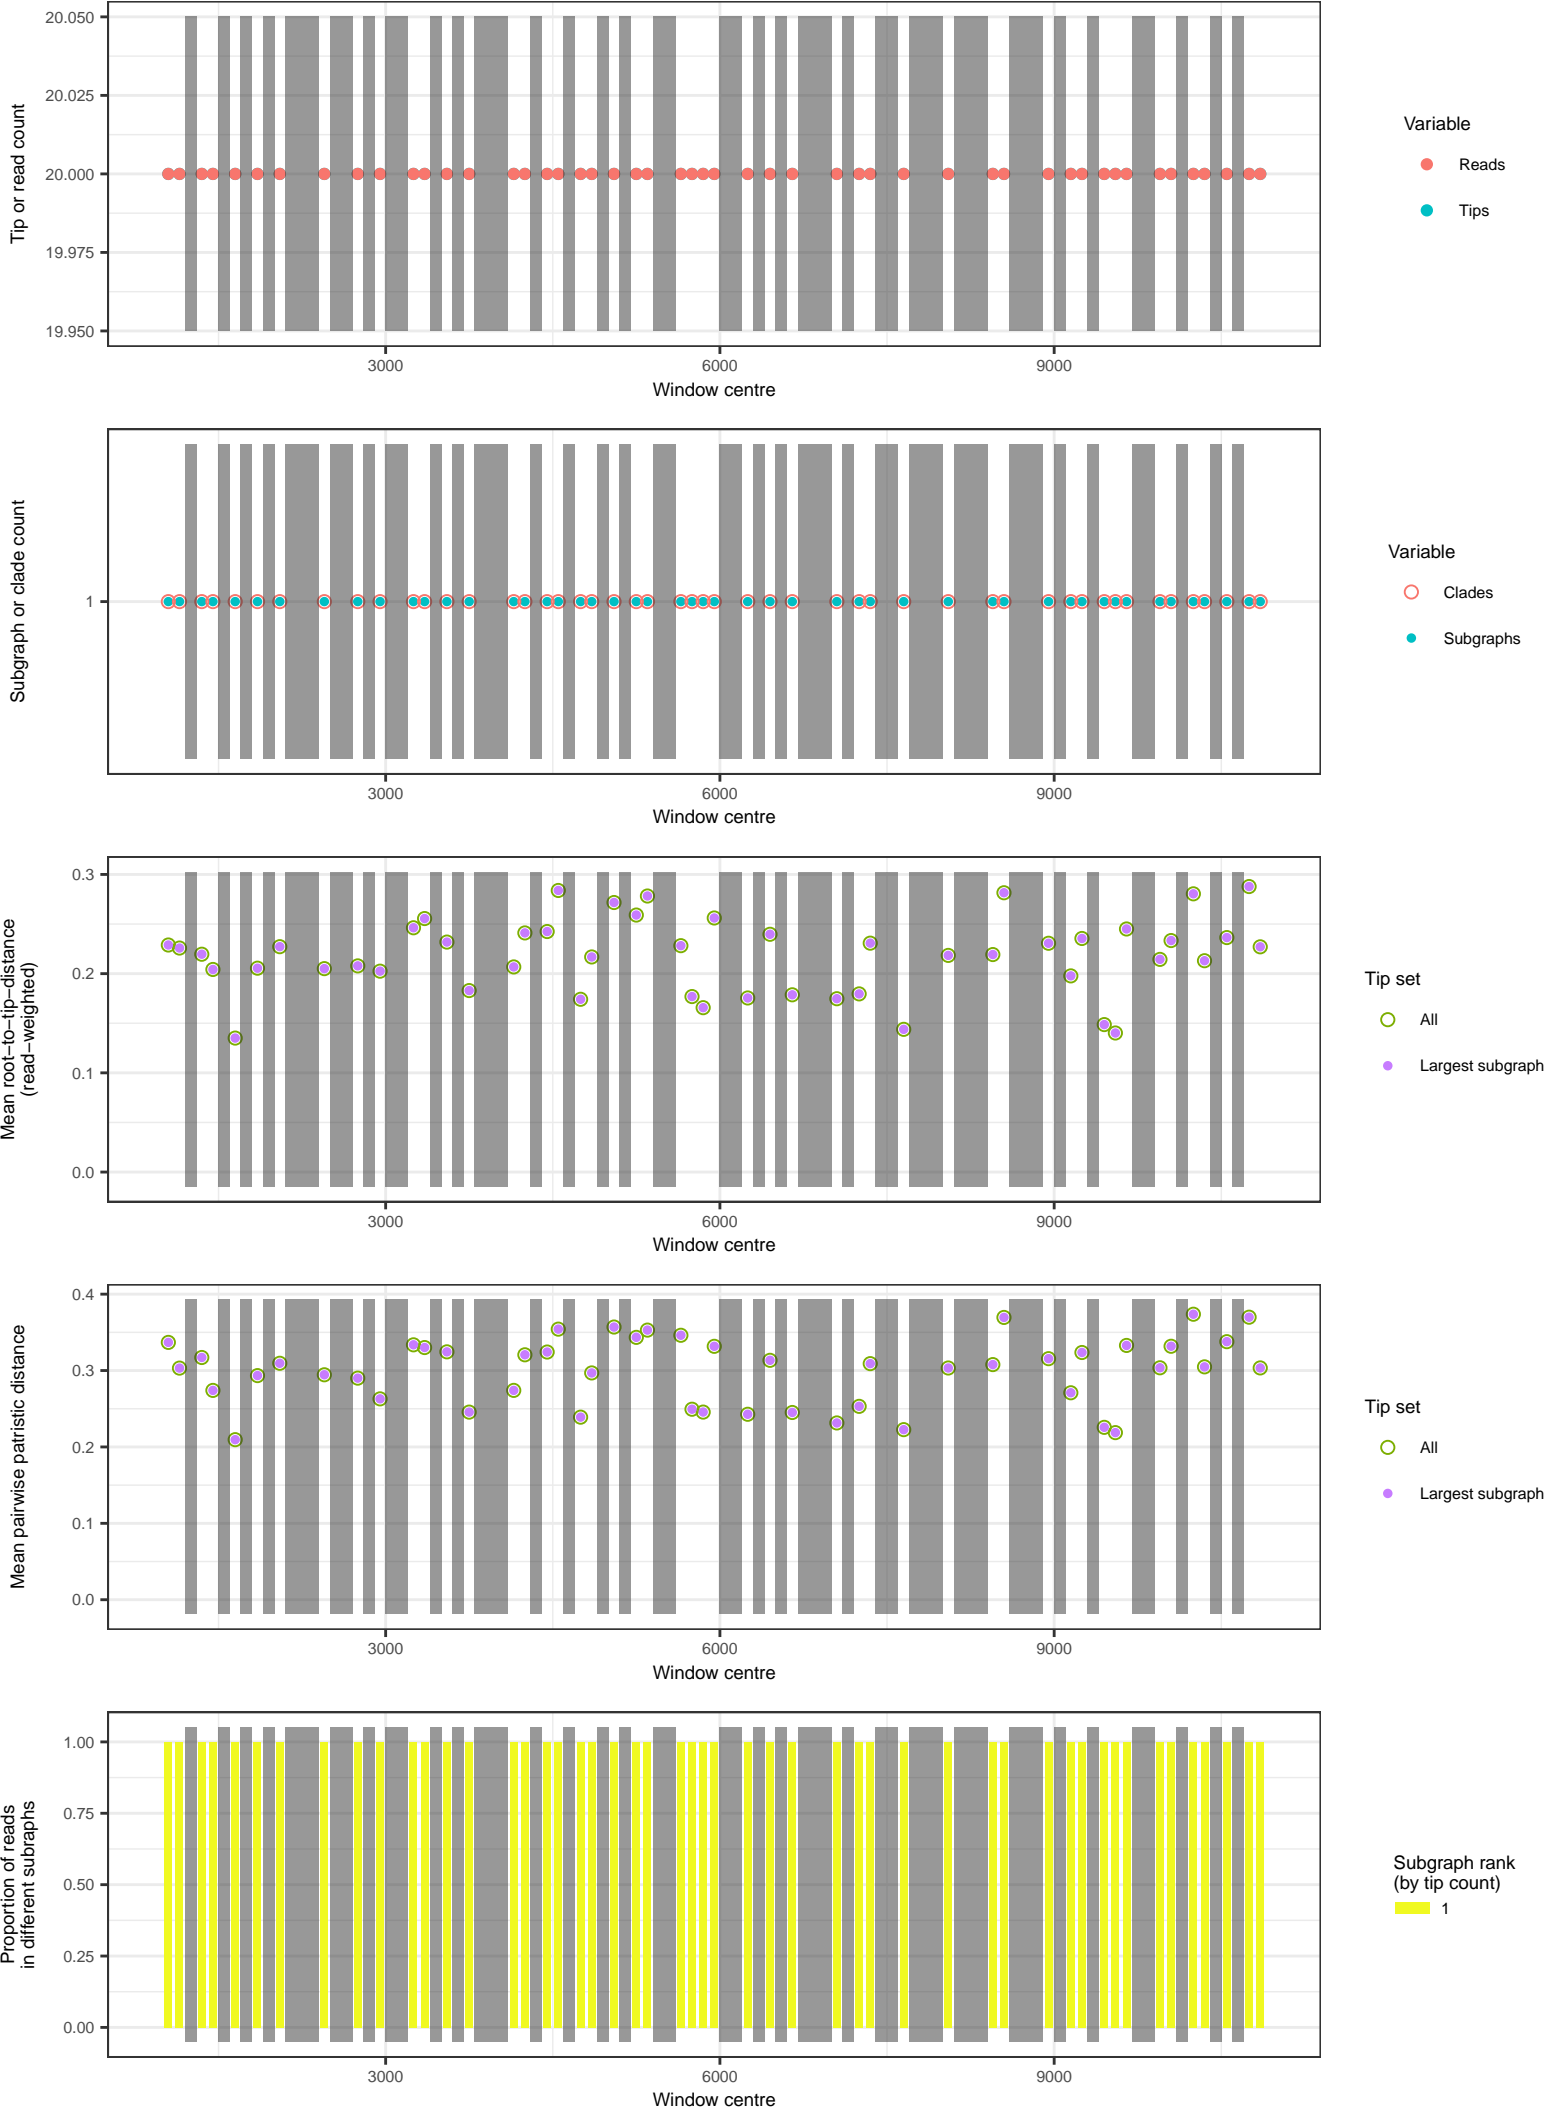 20.050
20.025
20.000
19.975
19.950
Tip or read count
3000 6000 9000
Window centre
Variable
Reads
Tips
1
Subgraph or clade count
3000 6000 9000
Window centre
Variable
Clades
Subgraphs
0.3
0.2
0.1
0.0
Mean root−to−tip−distance
(read−weighted)
3000 6000 9000
Window centre
Tip set
All
Largest subgraph
0.4
0.3
0.2
0.1
0.0
Mean pairwise patristic distance
3000 6000 9000
Window centre
Tip set
All
Largest subgraph
1.00
0.75
0.50
0.25
0.00
Proportion of reads
in different subraphs
3000 6000 9000
Window centre
Subgraph rank
(by tip count)
1